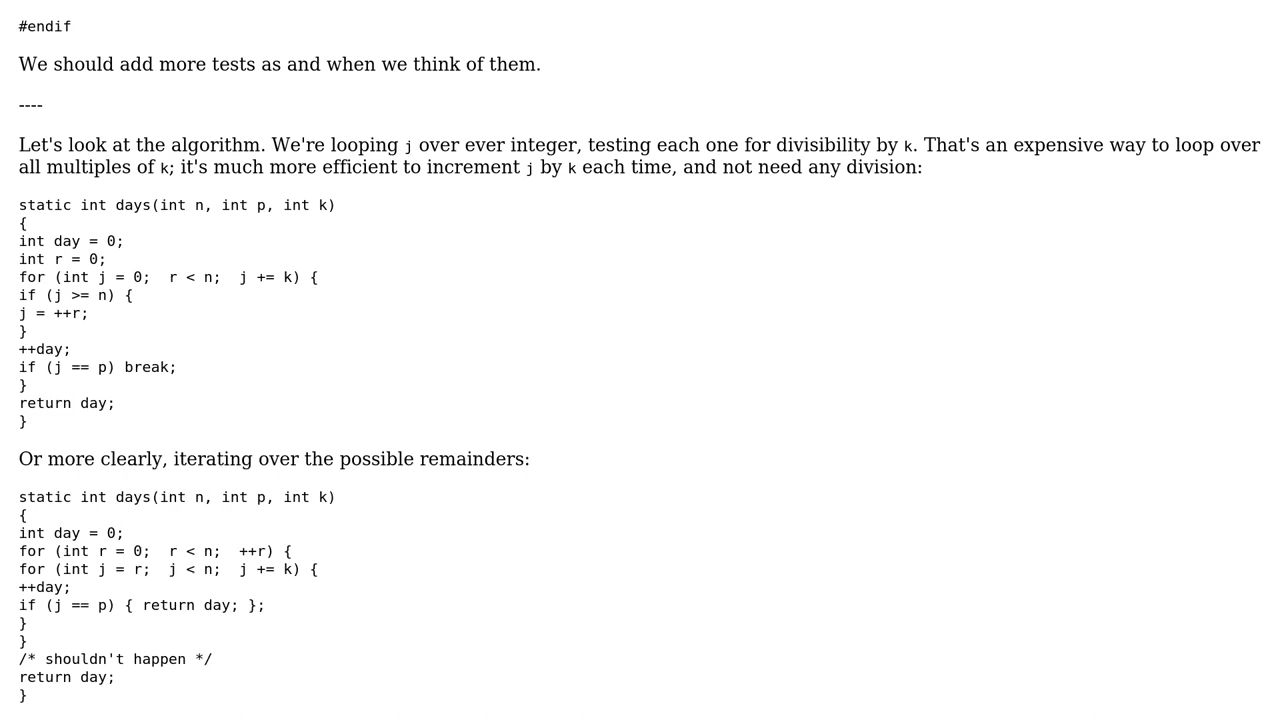 #endif
We should add more tests as and when we think of them.
----
Let's look at the algorithm. We're looping j over ever integer, testing each one for divisibility by k. That's an expensive way to loop over
all multiples of k; it's much more efficient to increment j by k each time, and not need any division:
static int days(int n, int p, int k)
{
int day = 0;
int r = 0;
for (int j = 0;  r < n;  j += k) {
if (j >= n) {
j = ++r;
}
++day;
if (j == p) break;
}
return day;
}
Or more clearly, iterating over the possible remainders:
static int days(int n, int p, int k)
{
int day = 0;
for (int r = 0;  r < n;  ++r) {
for (int j = r;  j < n;  j += k) {
++day;
if (j == p) { return day; };
}
}
/* shouldn't happen */
return day;
}